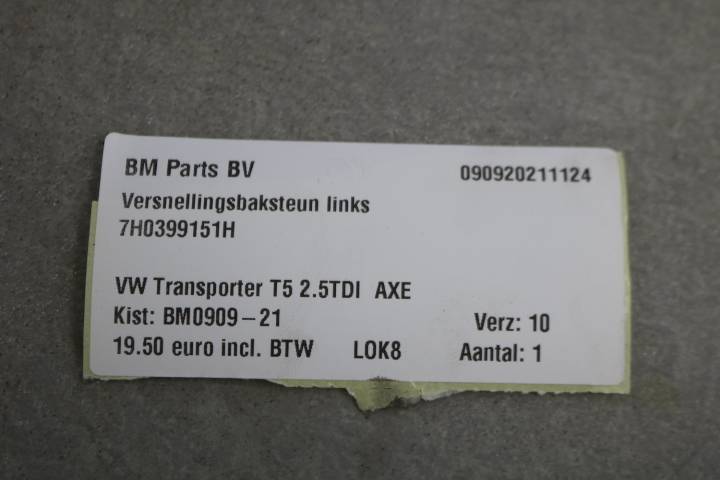 BM Parts BV 090920211124
Versnellingsbaksteun links
7H0399151H
VW Transporter T5 2.5TDI AXE
Kist: BM0909-21 Verz: 10
19.50 euro incl. BTW LOK8 Aantal: 1